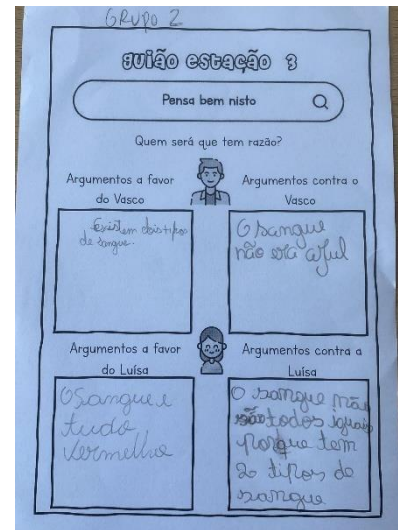 GRUPO 2
guião estação 3
Pensa bem nisto
Quem será que tem razão?
Argumentos a favor
do Vasco
Argumentos contra o
Vasco
Existem dois tipos
de sangue.
O sangue
não era azul
Argumentos a favor
do Luísa
Argumentos contra a
Luísa
O sangue e
tudo
vermelho
O sangue não
são todos iguais
porque tem
2 tipos de
sangue